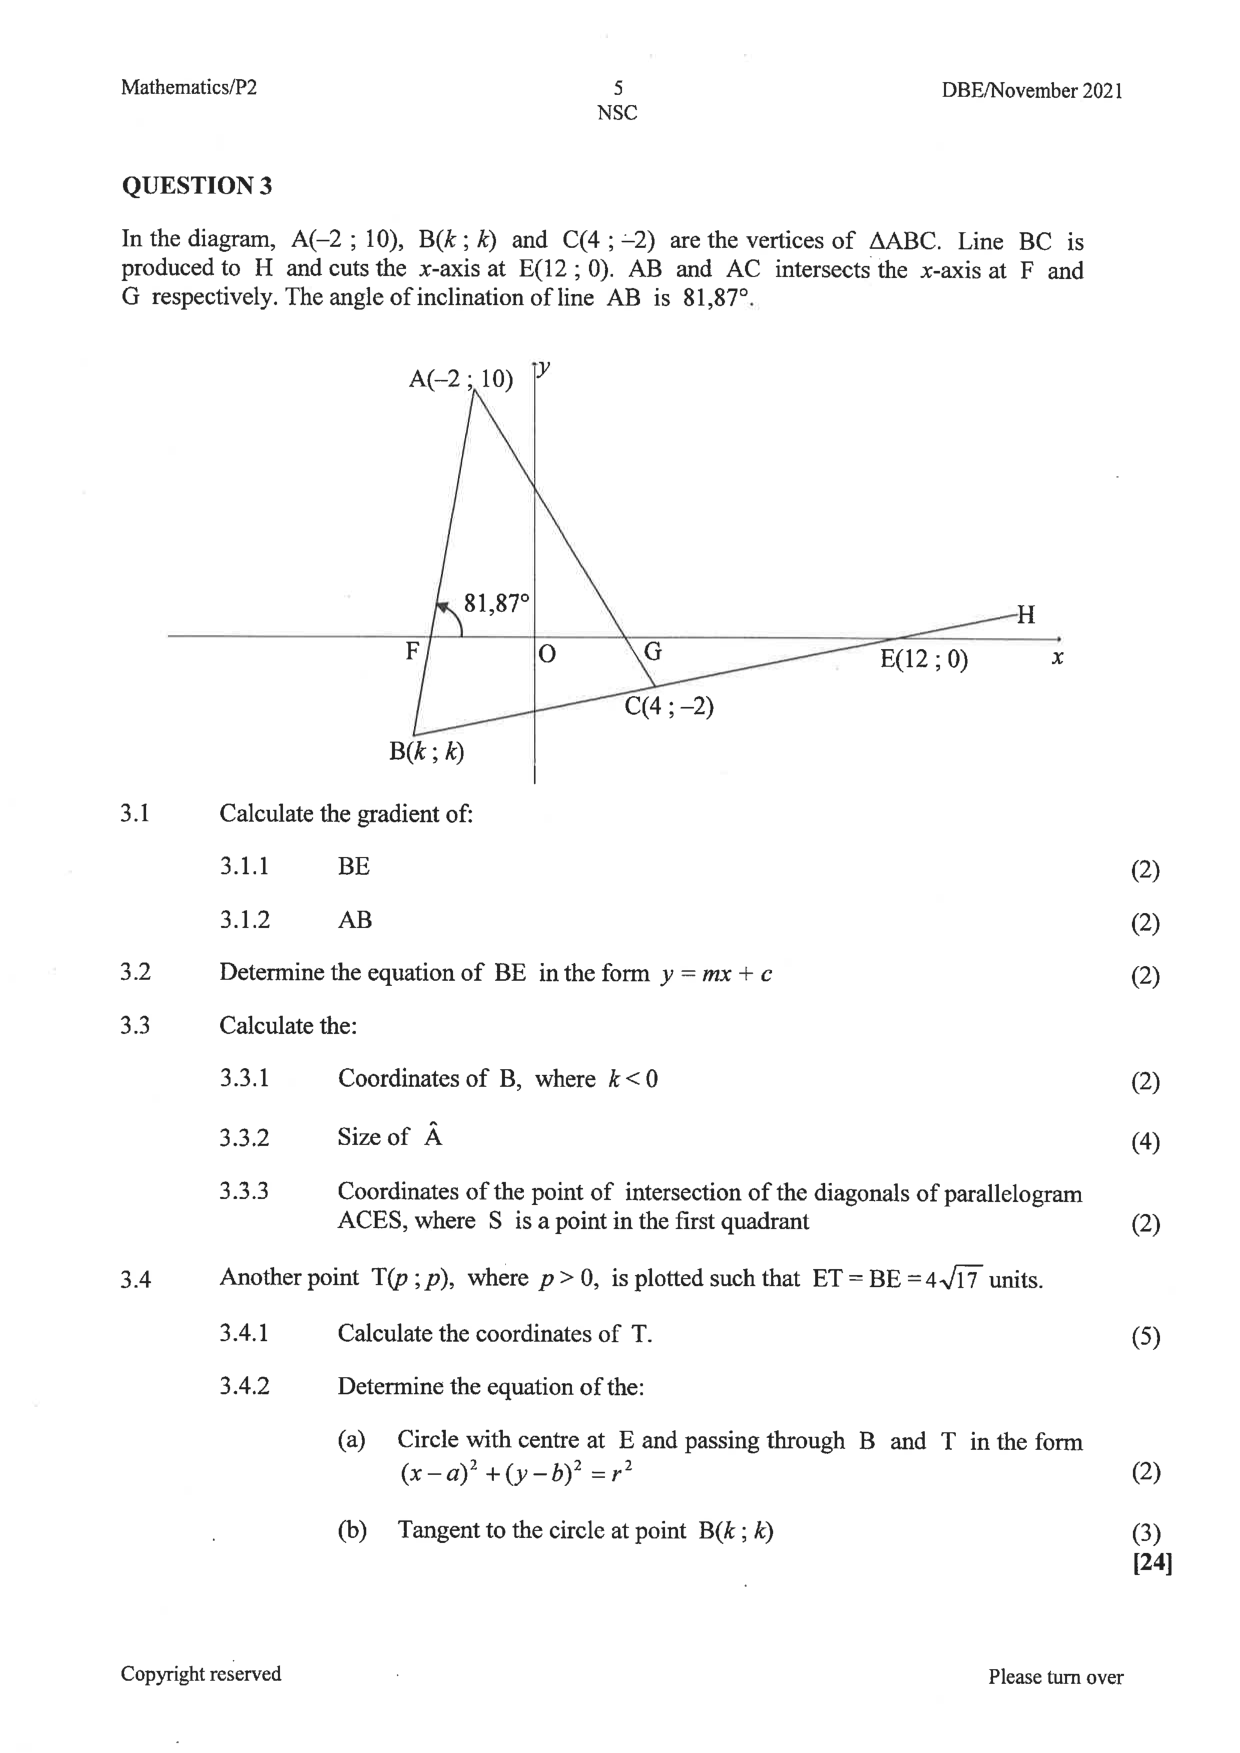 Mathematics/P2 5 DBE/November 2021
NSC
QUESTION 3
In the diagram, A(–2 ; 10), B(k ; k) and C(4 ; –2) are the vertices of ΔABC. Line BC is
produced to H and cuts the x-axis at E(12 ; 0). AB and AC intersects the x-axis at F and
G respectively. The angle of inclination of line AB is 81,87°.
A(–2 ; 10) y
81,87°
H
F O G E(12 ; 0) x
C(4 ; –2)
B(k ; k)
3.1 Calculate the gradient of:
3.1.1 BE (2)
3.1.2 AB (2)
3.2 Determine the equation of BE in the form y = mx + c (2)
3.3 Calculate the:
3.3.1 Coordinates of B, where k < 0 (2)
3.3.2 Size of Â (4)
3.3.3 Coordinates of the point of intersection of the diagonals of parallelogram
ACES, where S is a point in the first quadrant (2)
3.4 Another point T(p ; p), where p > 0, is plotted such that ET = BE = 4√17 units.
3.4.1 Calculate the coordinates of T. (5)
3.4.2 Determine the equation of the:
(a) Circle with centre at E and passing through B and T in the form
(x – a)² + (y – b)² = r² (2)
(b) Tangent to the circle at point B(k ; k) (3)
[24]
Copyright reserved Please turn over